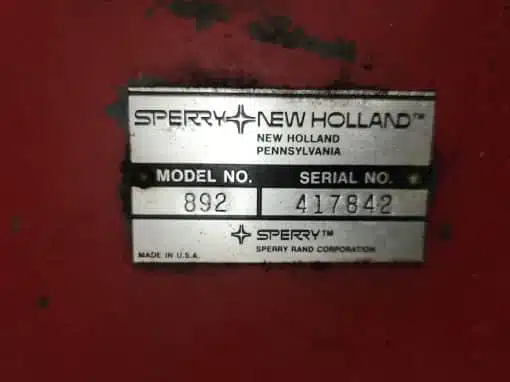 SPERRY NEW HOLLAND™
NEW HOLLAND
PENNSYLVANIA
MODEL NO. SERIAL NO.
892 417842
SPERRY™
SPERRY RAND CORPORATION
MADE IN U.S.A.